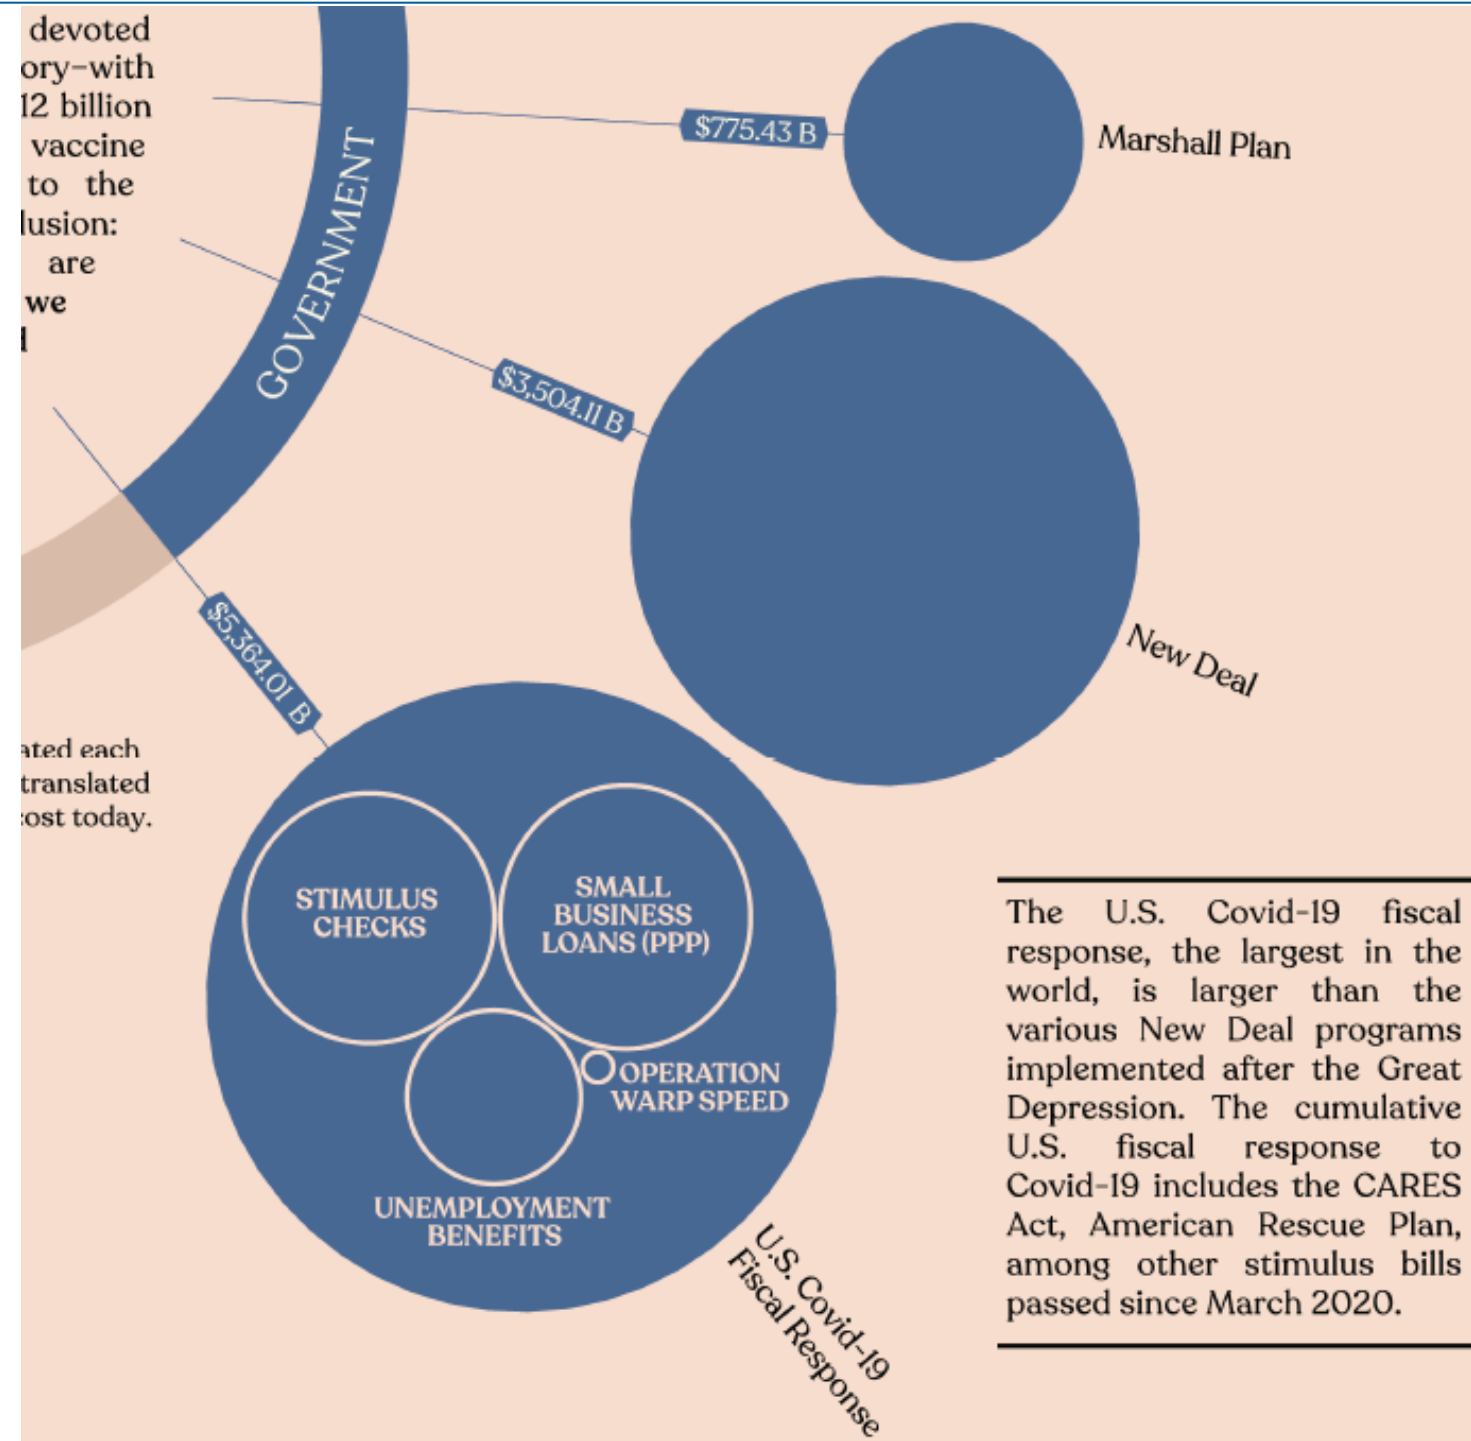 devoted
ory–with
12 billion
vaccine
to the
lusion:
are
we
$775.43 B
Marshall Plan
GOVERNMENT
$3,504.11 B
New Deal
$5,364.01 B
ated each
translated
cost today.
STIMULUS
CHECKS
SMALL
BUSINESS
LOANS (PPP)
OPERATION
WARP SPEED
UNEMPLOYMENT
BENEFITS
U.S. Covid-19
Fiscal Response
The U.S. Covid-19 fiscal
response, the largest in the
world, is larger than the
various New Deal programs
implemented after the Great
Depression. The cumulative
U.S. fiscal response to
Covid-19 includes the CARES
Act, American Rescue Plan,
among other stimulus bills
passed since March 2020.